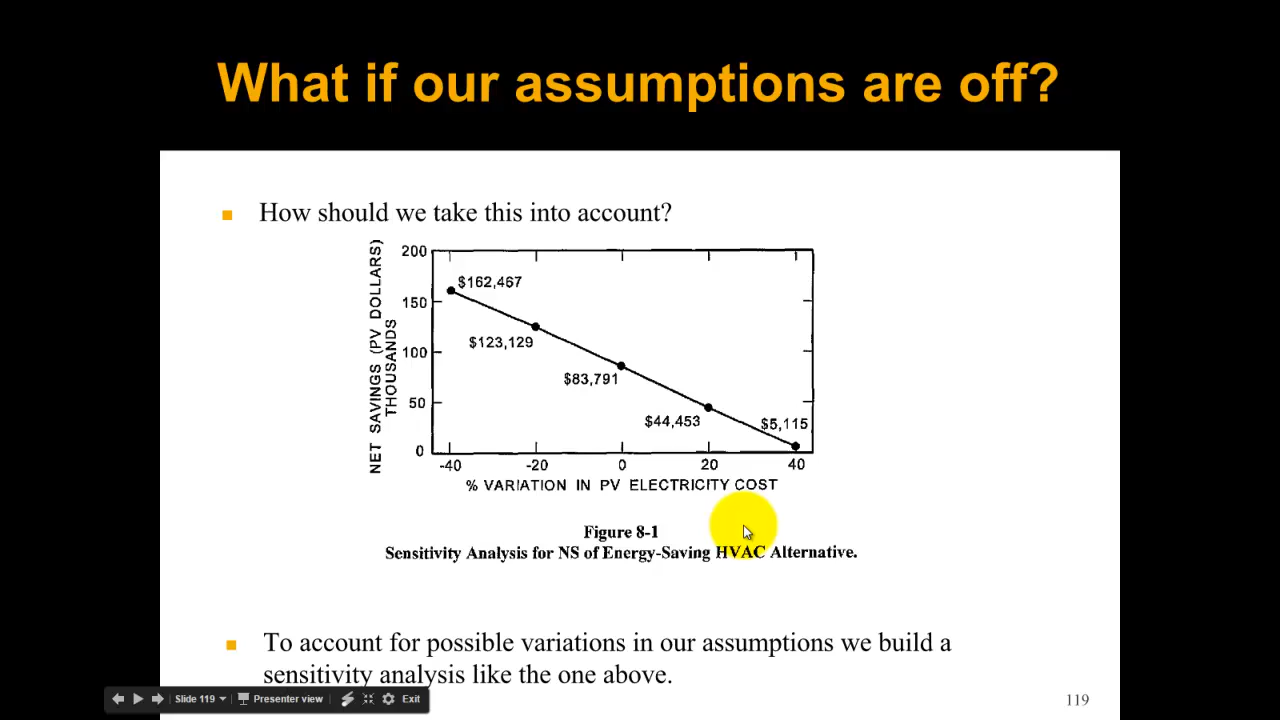 What if our assumptions are off?
How should we take this into account?
NET SAVINGS (PV DOLLARS)
THOUSANDS
200
150
100
50
0
$162,467
$123,129
$83,791
$44,453
$5,115
-40
-20
0
20
40
% VARIATION IN PV ELECTRICITY COST
Figure 8-1
Sensitivity Analysis for NS of Energy-Saving HVAC Alternative.
To account for possible variations in our assumptions we build a
sensitivity analysis like the one above.
Slide 119
Presenter view
Exit
119